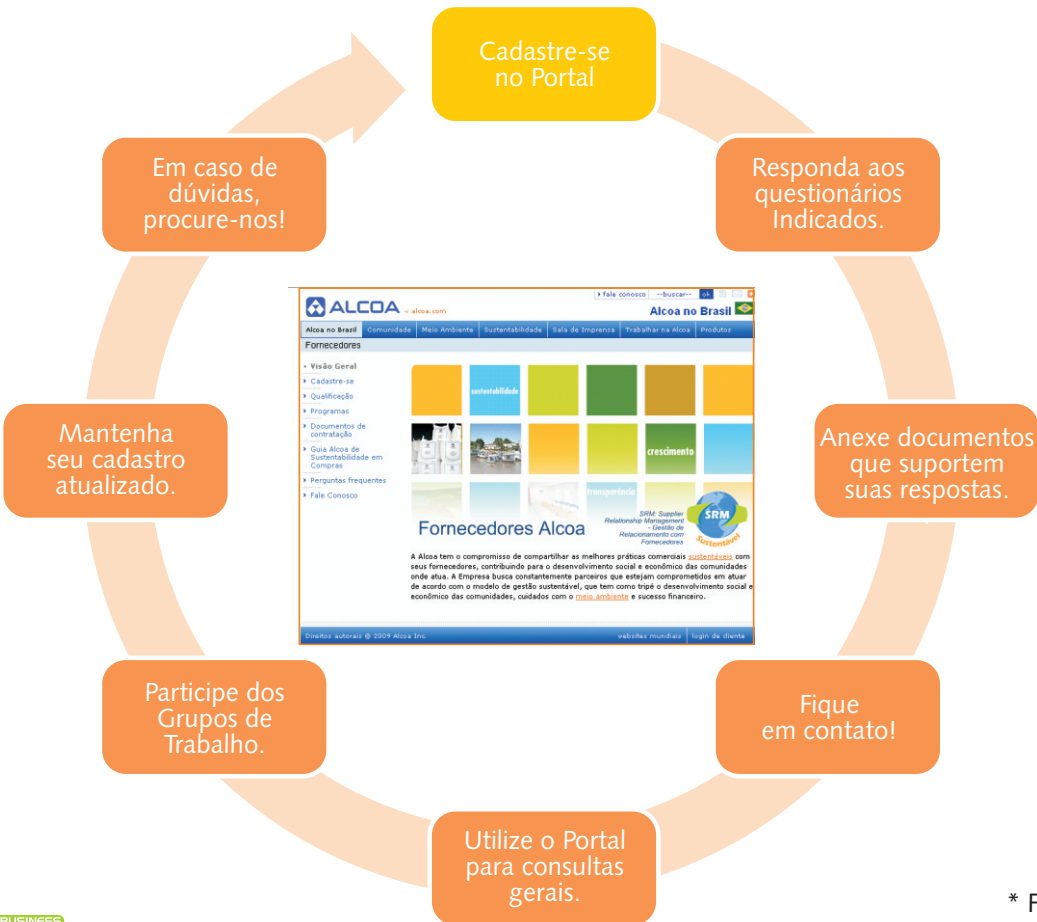 Cadastre-se
no Portal
Responda aos
questionários
Indicados.
Anexe documentos
que suportem
suas respostas.
Fique
em contato!
Utilize o Portal
para consultas
gerais.
Participe dos
Grupos de
Trabalho.
Mantenha
seu cadastro
atualizado.
Em caso de
dúvidas,
procure-nos!
fale conosco --buscar-- ok
ALCOA alcoa.com
Alcoa no Brasil
Alcoa no Brasil Comunidade Meio Ambiente Sustentabilidade Sala de Imprensa Trabalhar na Alcoa Produtos
Fornecedores
Visão Geral
Cadastre-se
Qualificação
Programas
Documentos de
contratação
Guia Alcoa de
Sustentabilidade em
Compras
Perguntas frequentes
Fale Conosco
sustentabilidade
crescimento
transparência
Fornecedores Alcoa
SRM: Supplier
Relationship Management
- Gestão de
Relacionamento com
Fornecedores
SRM
Sustentável
A Alcoa tem o compromisso de compartilhar as melhores práticas comerciais sustentáveis com
seus fornecedores, contribuindo para o desenvolvimento social e econômico das comunidades
onde atua. A Empresa busca constantemente parceiros que estejam comprometidos em atuar
de acordo com o modelo de gestão sustentável, que tem como tripé o desenvolvimento social e
econômico das comunidades, cuidados com o meio ambiente e sucesso financeiro.
Direitos autorais © 2009 Alcoa Inc. websites mundiais login de cliente
* F
BUSINESS